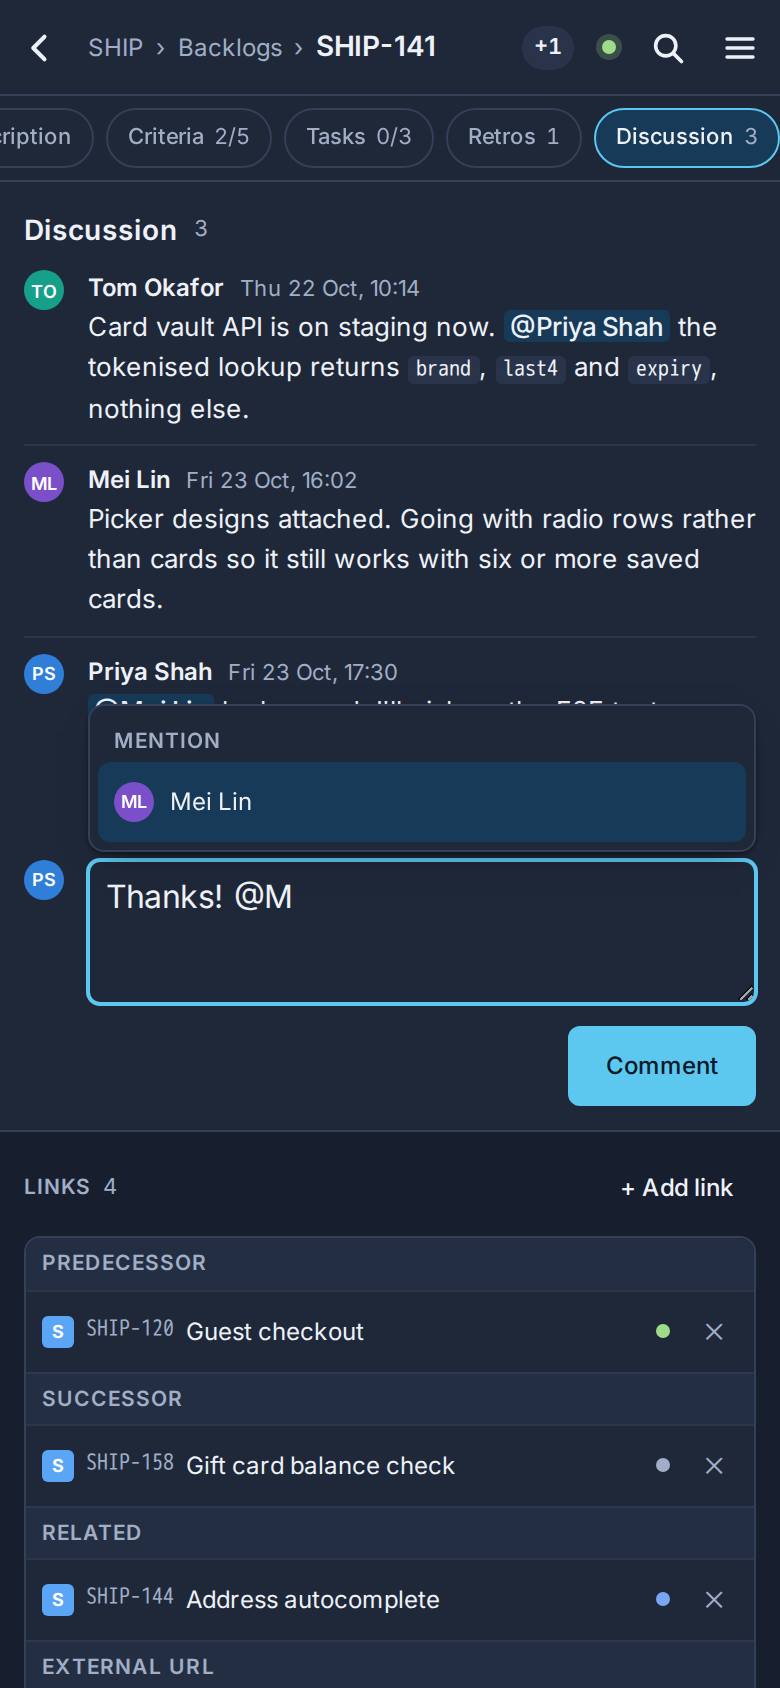 SHIP › Backlogs › SHIP-141 +1
Criteria 2/5 Tasks 0/3 Retros 1 Discussion 3
Discussion 3
TO Tom Okafor Thu 22 Oct, 10:14
Card vault API is on staging now. @Priya Shah the
tokenised lookup returns brand, last4 and expiry,
nothing else.
ML Mei Lin Fri 23 Oct, 16:02
Picker designs attached. Going with radio rows rather
than cards so it still works with six or more saved
cards.
PS Priya Shah Fri 23 Oct, 17:30
MENTION
ML Mei Lin
PS Thanks! @M
Comment
LINKS 4 + Add link
PREDECESSOR
S SHIP-120 Guest checkout
SUCCESSOR
S SHIP-158 Gift card balance check
RELATED
S SHIP-144 Address autocomplete
EXTERNAL URL